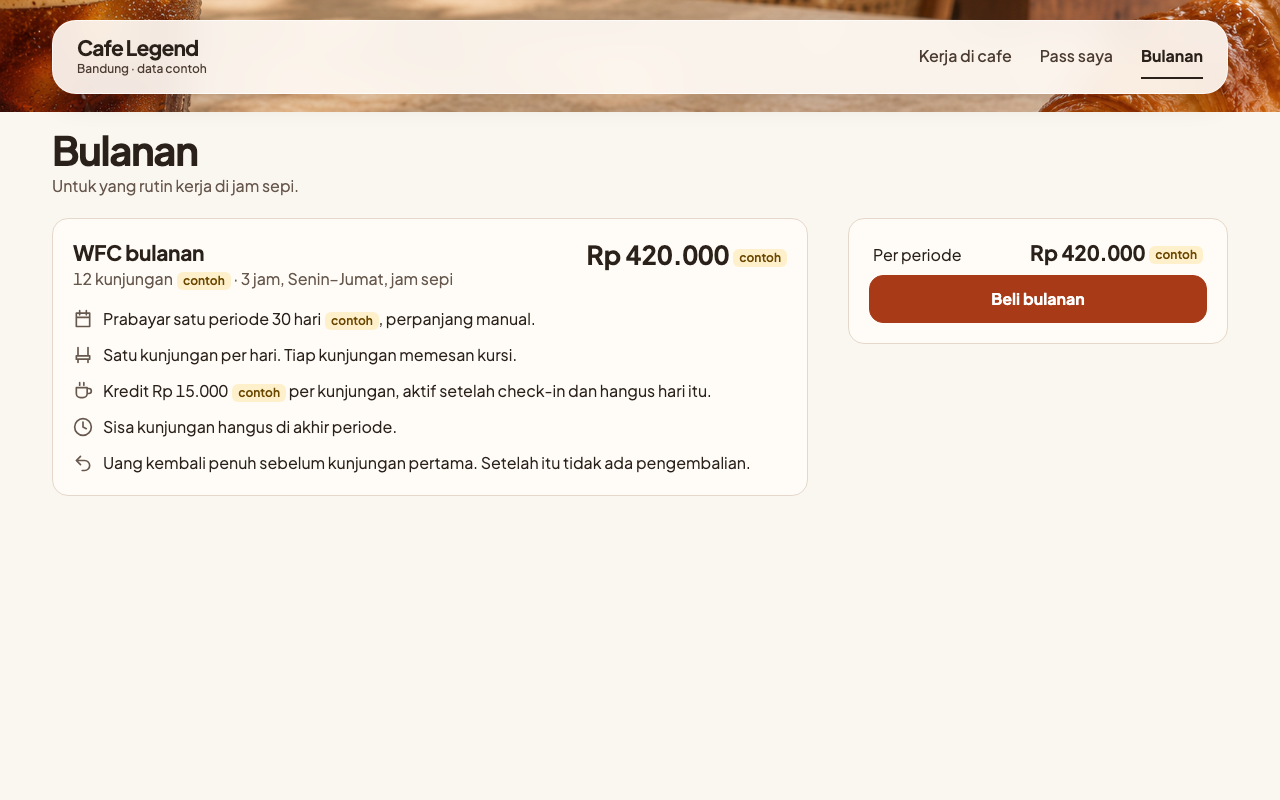 Cafe Legend
Bandung · data contoh
Kerja di cafe
Pass saya
Bulanan
Bulanan
Untuk yang rutin kerja di jam sepi.
WFC bulanan
Rp 420.000 contoh
12 kunjungan contoh · 3 jam, Senin–Jumat, jam sepi
Prabayar satu periode 30 hari contoh, perpanjang manual.
Satu kunjungan per hari. Tiap kunjungan memesan kursi.
Kredit Rp 15.000 contoh per kunjungan, aktif setelah check-in dan hangus hari itu.
Sisa kunjungan hangus di akhir periode.
Uang kembali penuh sebelum kunjungan pertama. Setelah itu tidak ada pengembalian.
Per periode
Rp 420.000 contoh
Beli bulanan